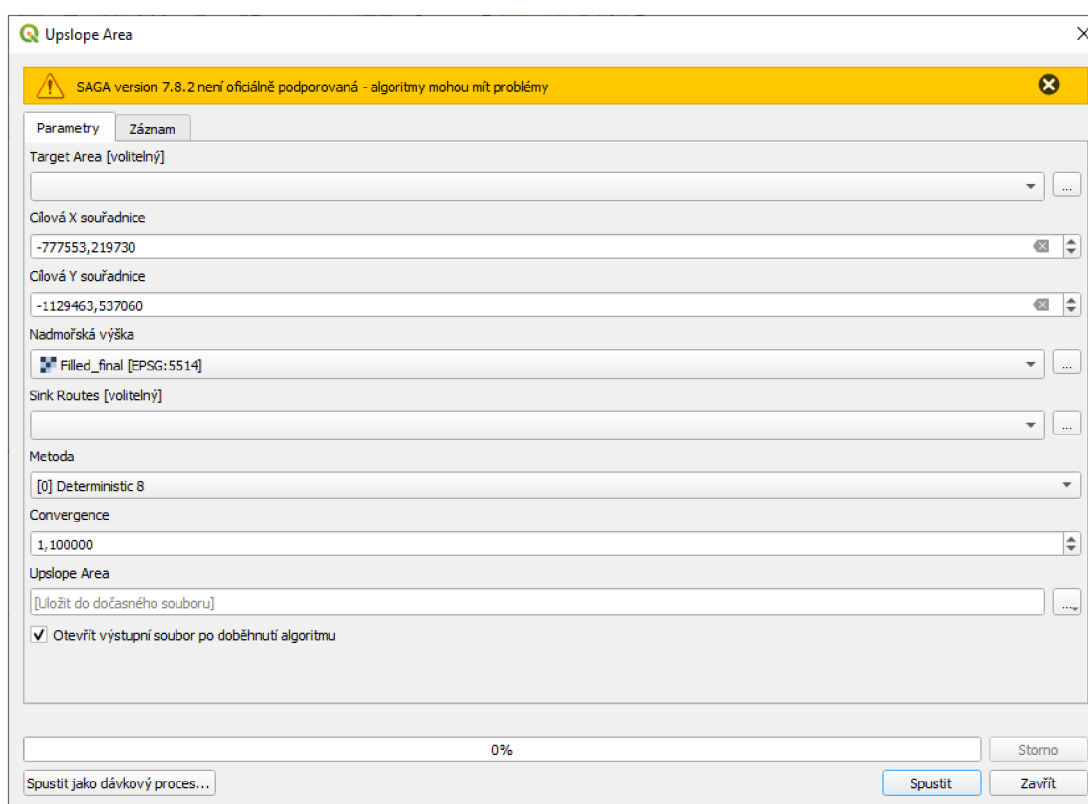 Upslope Area
SAGA version 7.8.2 není oficiálně podporovaná - algoritmy mohou mít problémy
Parametry Záznam
Target Area [volitelný]
...
Cílová X souřadnice
-777553,219730
Cílová Y souřadnice
-1129463,537060
Nadmořská výška
Filled_final [EPSG:5514]
...
Sink Routes [volitelný]
...
Metoda
[0] Deterministic 8
Convergence
1,100000
Upslope Area
[Uložit do dočasného souboru]
...
Otevřít výstupní soubor po doběhnutí algoritmu
0%
Storno
Spustit jako dávkový proces... Spustit Zavřít